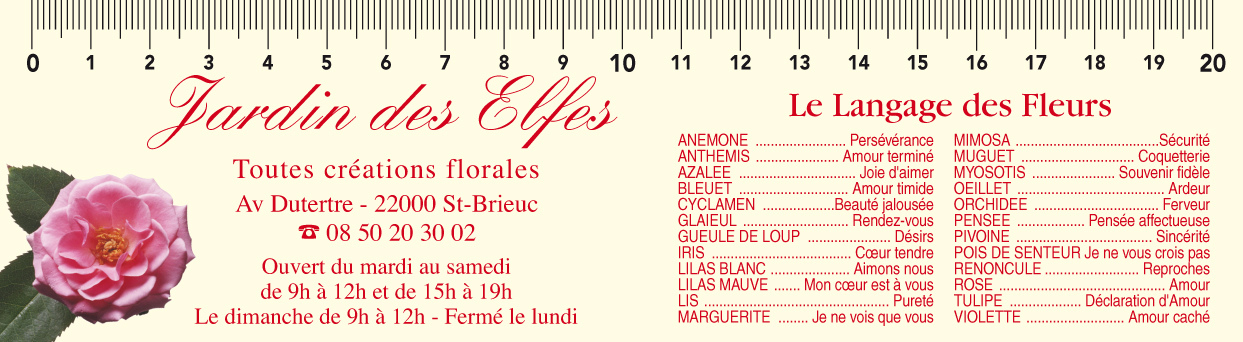 0 1 2 3 4 5 6 7 8 9 10 11 12 13 14 15 16 17 18 19 20
Jardin des Elfes
Toutes créations florales
Av Dutertre - 22000 St-Brieuc
☎ 08 50 20 30 02
Ouvert du mardi au samedi
de 9h à 12h et de 15h à 19h
Le dimanche de 9h à 12h - Fermé le lundi
Le Langage des Fleurs
ANEMONE ........................ Persévérance
ANTHEMIS ...................... Amour terminé
AZALEE ............................... Joie d'aimer
BLEUET ............................. Amour timide
CYCLAMEN ...................Beauté jalousée
GLAIEUL ............................. Rendez-vous
GUEULE DE LOUP ...................... Désirs
IRIS ..................................... Cœur tendre
LILAS BLANC ..................... Aimons nous
LILAS MAUVE ....... Mon cœur est à vous
LIS ................................................. Pureté
MARGUERITE ........ Je ne vois que vous
MIMOSA ......................................Sécurité
MUGUET .............................. Coquetterie
MYOSOTIS ...................... Souvenir fidèle
OEILLET ........................................ Ardeur
ORCHIDEE ................................. Ferveur
PENSEE .................. Pensée affectueuse
PIVOINE .................................... Sincérité
POIS DE SENTEUR Je ne vous crois pas
RENONCULE ......................... Reproches
ROSE ............................................ Amour
TULIPE ................... Déclaration d'Amour
VIOLETTE .......................... Amour caché